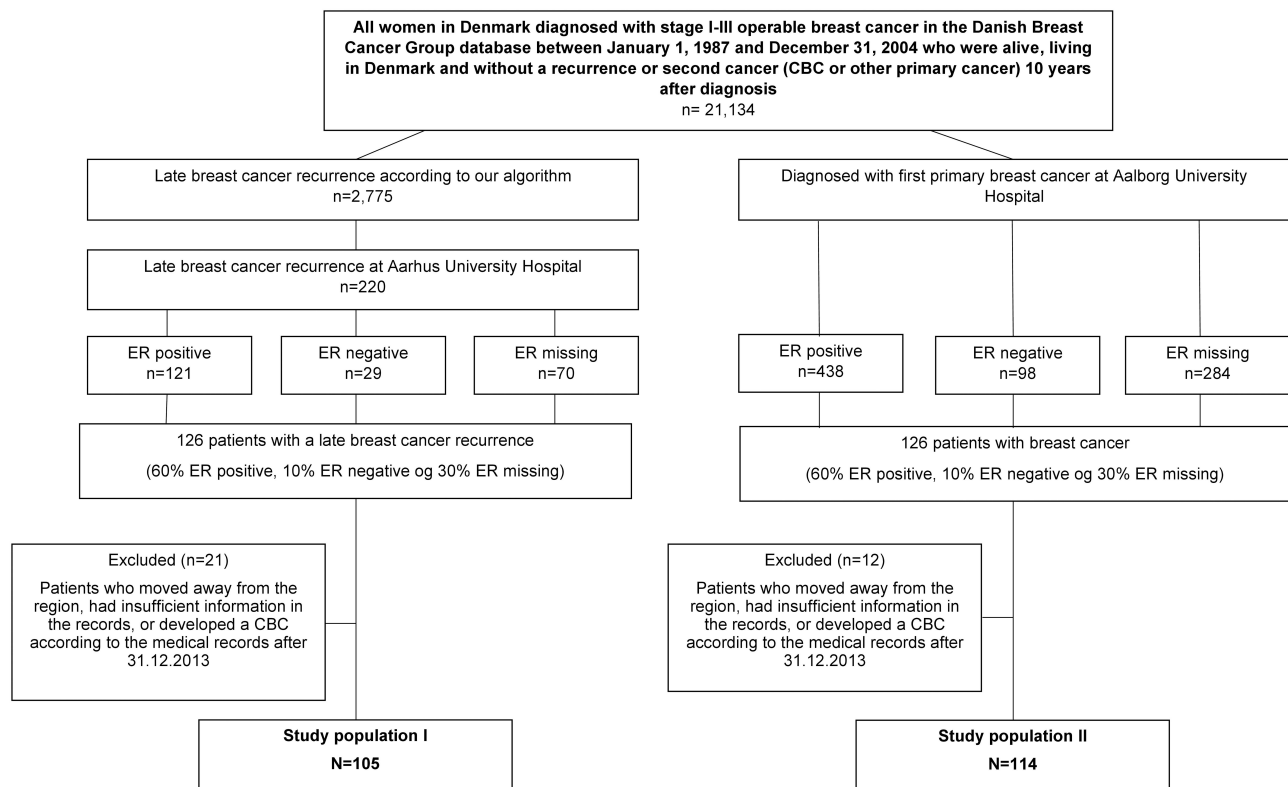 All women in Denmark diagnosed with stage I-III operable breast cancer in the Danish Breast
Cancer Group database between January 1, 1987 and December 31, 2004 who were alive, living
in Denmark and without a recurrence or second cancer (CBC or other primary cancer) 10 years
after diagnosis
n= 21,134
Late breast cancer recurrence according to our algorithm
n=2,775
Diagnosed with first primary breast cancer at Aalborg University
Hospital
Late breast cancer recurrence at Aarhus University Hospital
n=220
ER positive
n=121
ER negative
n=29
ER missing
n=70
ER positive
n=438
ER negative
n=98
ER missing
n=284
126 patients with a late breast cancer recurrence
(60% ER positive, 10% ER negative og 30% ER missing)
126 patients with breast cancer
(60% ER positive, 10% ER negative og 30% ER missing)
Excluded (n=21)
Patients who moved away from the
region, had insufficient information in
the records, or developed a CBC
according to the medical records after
31.12.2013
Excluded (n=12)
Patients who moved away from the
region, had insufficient information in
the records, or developed a CBC
according to the medical records after
31.12.2013
Study population I
N=105
Study population II
N=114